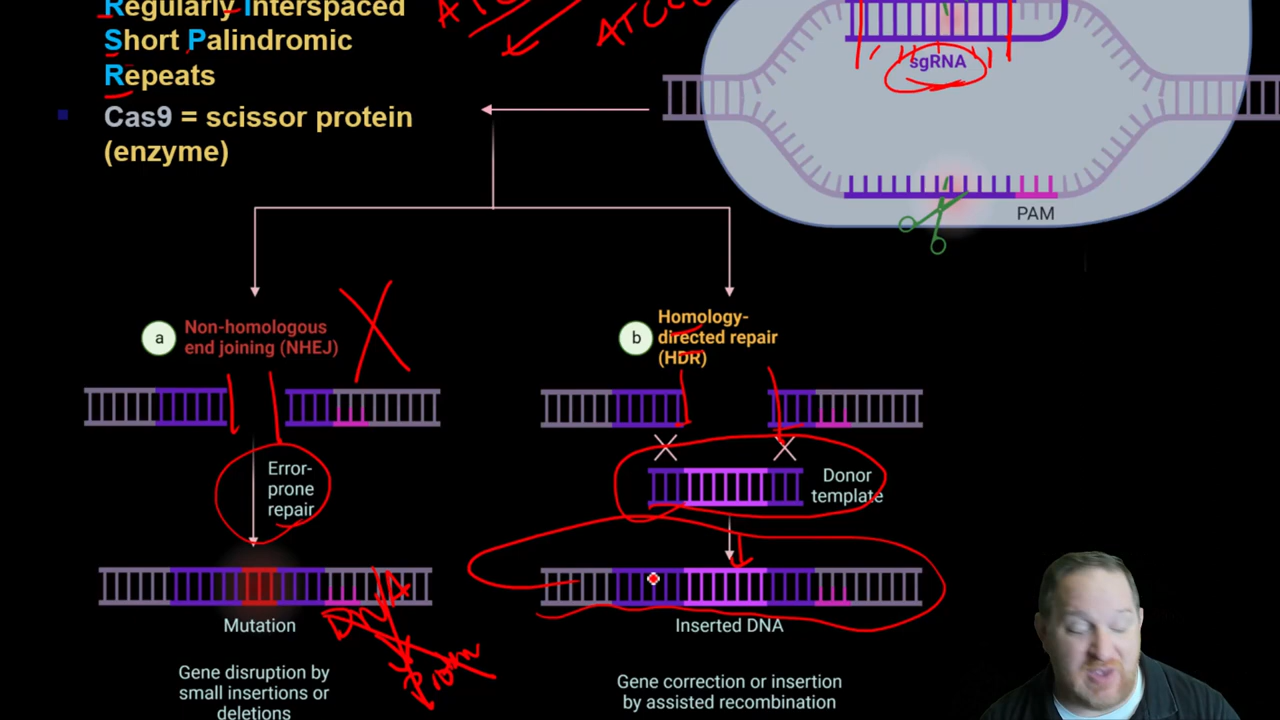 Regularly Interspaced
Short Palindromic
Repeats
Cas9 = scissor protein
(enzyme)
sgRNA
PAM
a
Non-homologous
end joining (NHEJ)
b
Homology-
directed repair
(HDR)
Error-
prone
repair
Donor
template
Mutation
Inserted DNA
DNA
Gene disruption by
small insertions or
deletions
Gene correction or insertion
by assisted recombination